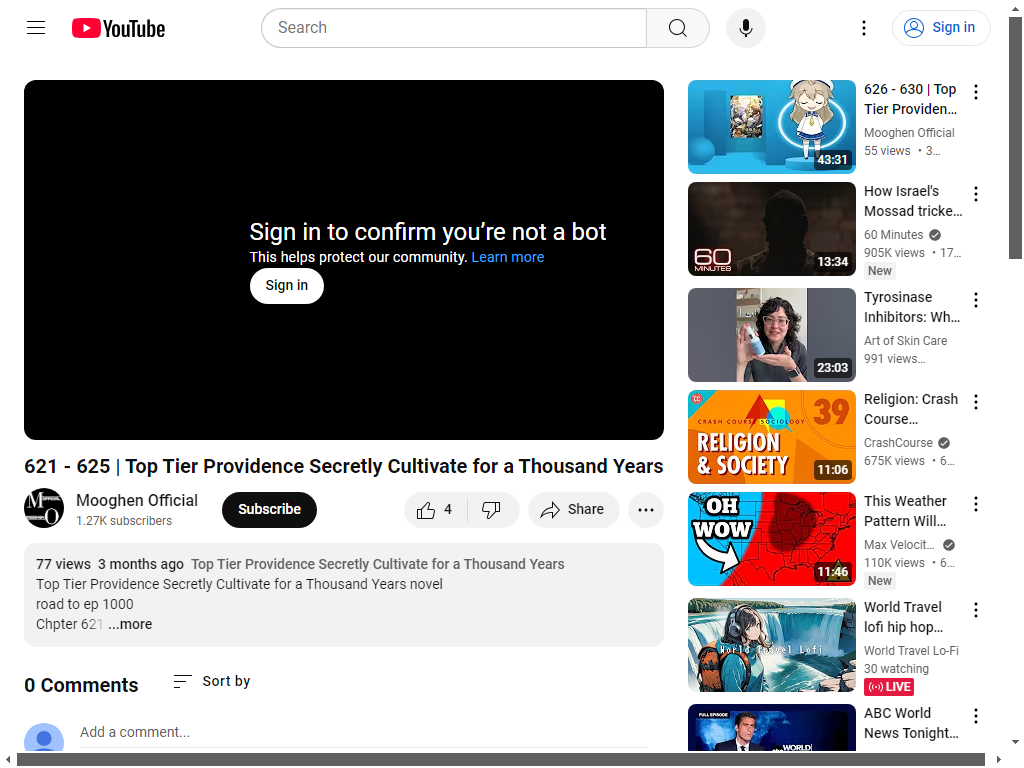 YouTube
Search
Sign in
Sign in to confirm you're not a bot
This helps protect our community. Learn more
Sign in
621 - 625 | Top Tier Providence Secretly Cultivate for a Thousand Years
Mooghen Official
1.27K subscribers
Subscribe
4
Share
77 views 3 months ago Top Tier Providence Secretly Cultivate for a Thousand Years
Top Tier Providence Secretly Cultivate for a Thousand Years novel
road to ep 1000
Chpter 621 ...more
0 Comments
Sort by
Add a comment...
43:31
626 - 630 | Top
Tier Providen...
Mooghen Official
55 views • 3...
60
MINUTES
13:34
How Israel's
Mossad tricke...
60 Minutes
905K views • 17...
New
23:03
Tyrosinase
Inhibitors: Wh...
Art of Skin Care
991 views...
CRASH COURSE SOCIOLOGY
39
RELIGION
& SOCIETY
11:06
Religion: Crash
Course...
CrashCourse
675K views • 6...
OH
WOW
11:46
This Weather
Pattern Will...
Max Velocit...
110K views • 6...
New
World Travel Lofi
World Travel
lofi hip hop...
World Travel Lo-Fi
30 watching
LIVE
FULL EPISODE
WORLD
ABC World
News Tonight...